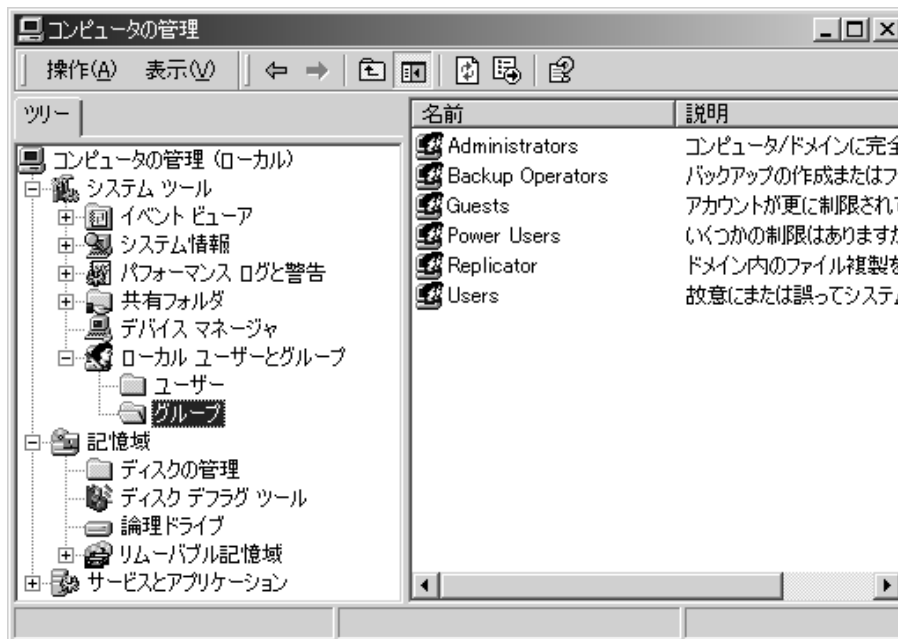 コンピュータの管理
操作(A) 表示(V)
ツリー
コンピュータの管理 (ローカル)
システム ツール
イベント ビューア
システム情報
パフォーマンス ログと警告
共有フォルダ
デバイス マネージャ
ローカル ユーザーとグループ
ユーザー
グループ
記憶域
ディスクの管理
ディスク デフラグ ツール
論理ドライブ
リムーバブル記憶域
サービスとアプリケーション
名前 説明
Administrators コンピュータ/ドメインに完全
Backup Operators バックアップの作成またはフ
Guests アカウントが更に制限され
Power Users いくつかの制限はあります
Replicator ドメイン内のファイル複製を
Users 故意にまたは誤ってシステム